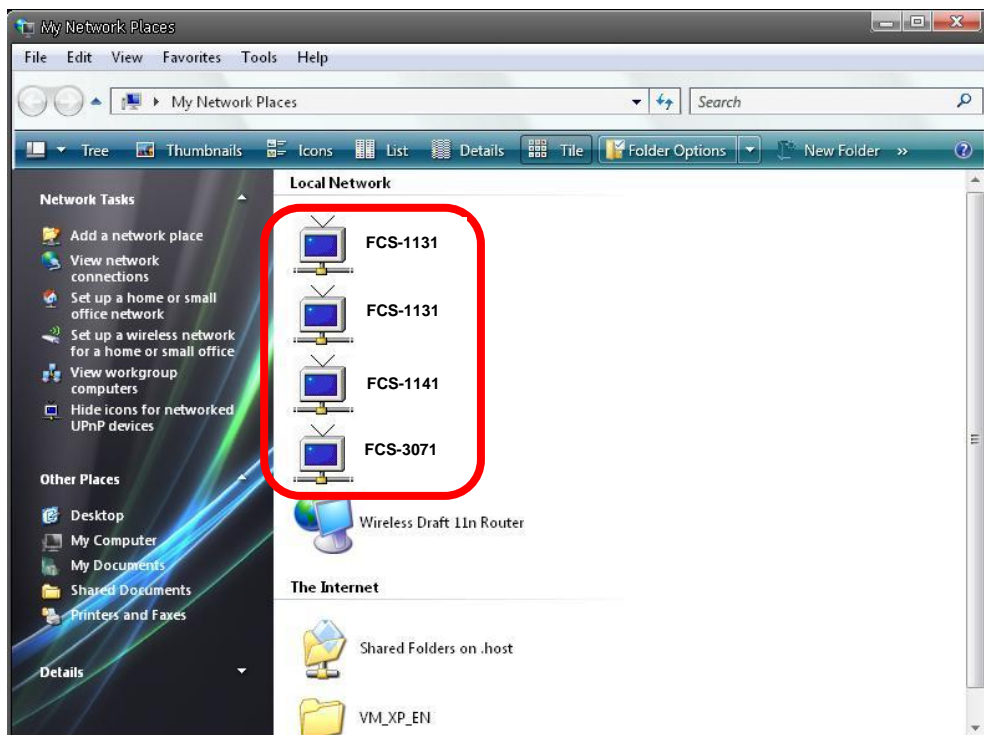 My Network Places
File Edit View Favorites Tools Help
My Network Places
Search
Tree Thumbnails Icons List Details Tile Folder Options New Folder »
Network Tasks
Add a network place
View network
connections
Set up a home or small
office network
Set up a wireless network
for a home or small office
View workgroup
computers
Hide icons for networked
UPnP devices
Other Places
Desktop
My Computer
My Documents
Shared Documents
Printers and Faxes
Details
Local Network
FCS-1131
FCS-1131
FCS-1141
FCS-3071
Wireless Draft 11n Router
The Internet
Shared Folders on .host
VM_XP_EN